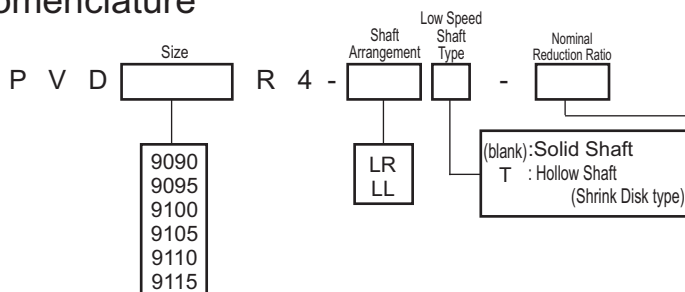 omenclature
Low Speed
Shaft
Type
Shaft
Arrangement
Size
Nominal
Reduction Ratio
P V D R 4 - -
9090
9095
9100
9105
9110
9115
LR
LL
(blank):Solid Shaft
T : Hollow Shaft
(Shrink Disk type)